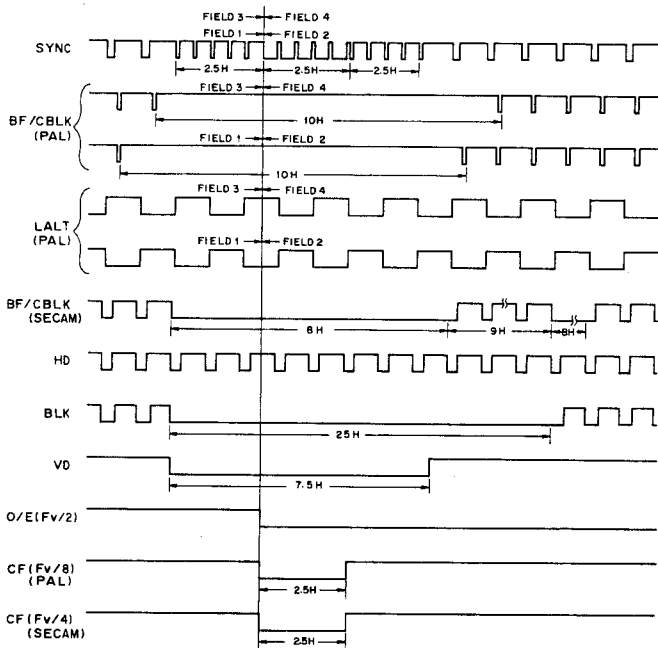 FIELD 3 FIELD 4
FIELD 1 FIELD 2
SYNC
2.5H 2.5H 2.5H
FIELD 3 FIELD 4
10H
BF/CBLK
(PAL)
FIELD 1 FIELD 2
10H
FIELD 3 FIELD 4
LALT
(PAL)
FIELD 1 FIELD 2
BF/CBLK
(SECAM)
8H 9H 8H
HD
BLK
25H
VD
7.5H
O/E(Fv/2)
CF(Fv/8)
(PAL)
2.5H
CF(Fv/4)
(SECAM)
2.5H